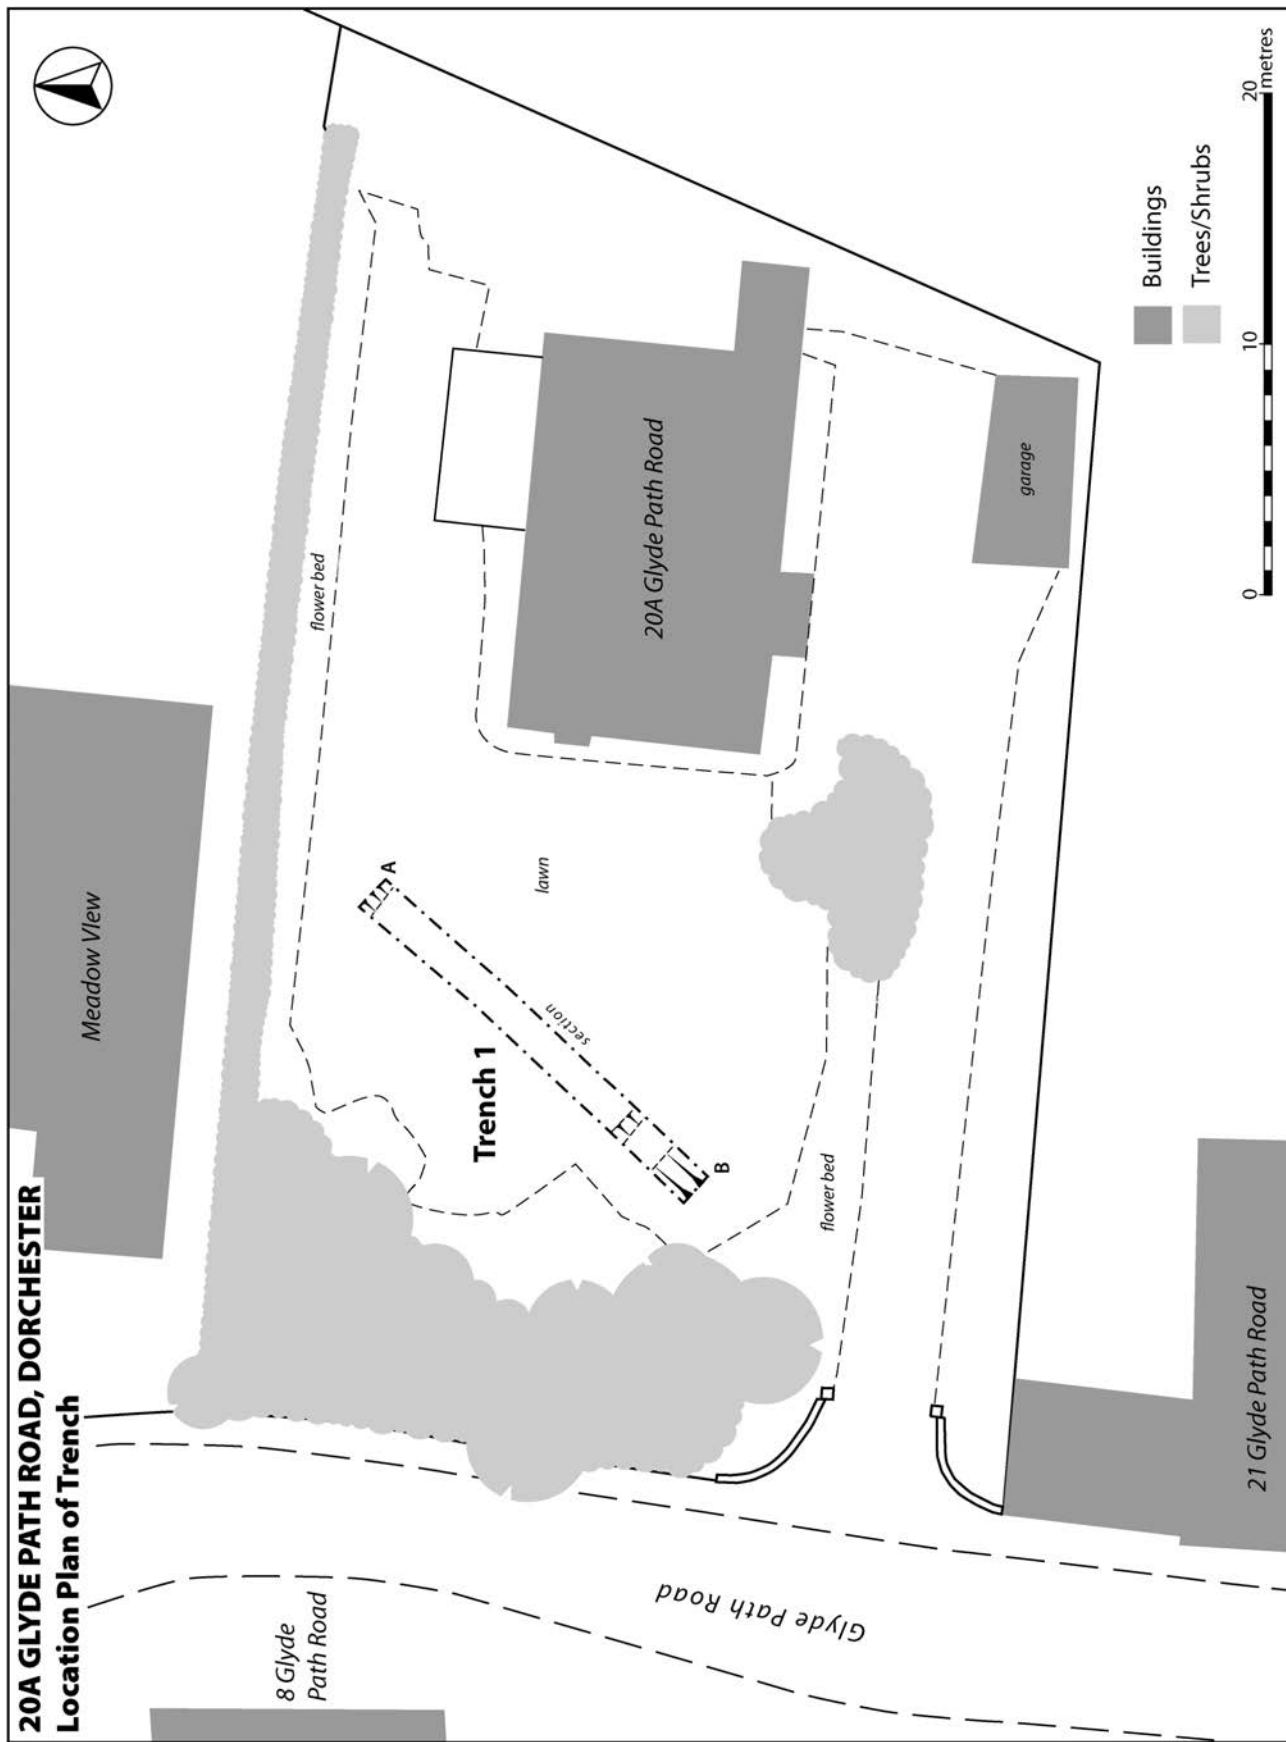 20A GLYDE PATH ROAD, DORCHESTER
Location Plan of Trench
Meadow VIew
8 Glyde
Path Road
flower bed
A
Trench 1
section
lawn
B
20A Glyde Path Road
flower bed
Glyde Path Road
garage
21 Glyde Path Road
Buildings
Trees/Shrubs
0
10
20
metres